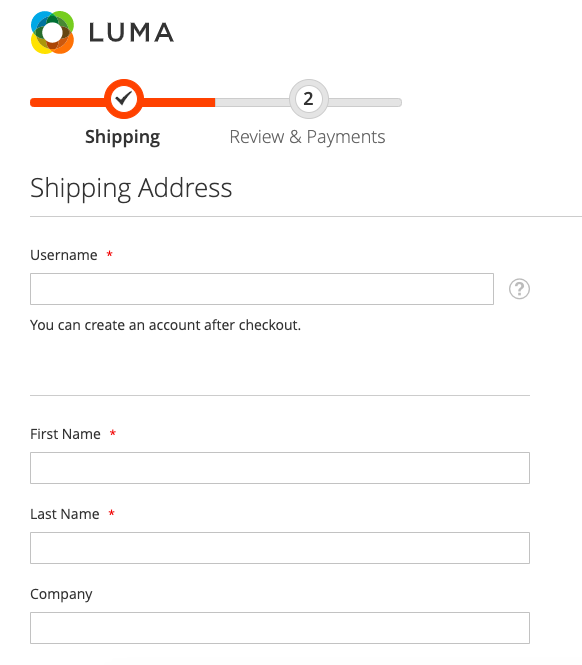 LUMA
2
Shipping
Review & Payments
Shipping Address
Username *
?
You can create an account after checkout.
First Name *
Last Name *
Company